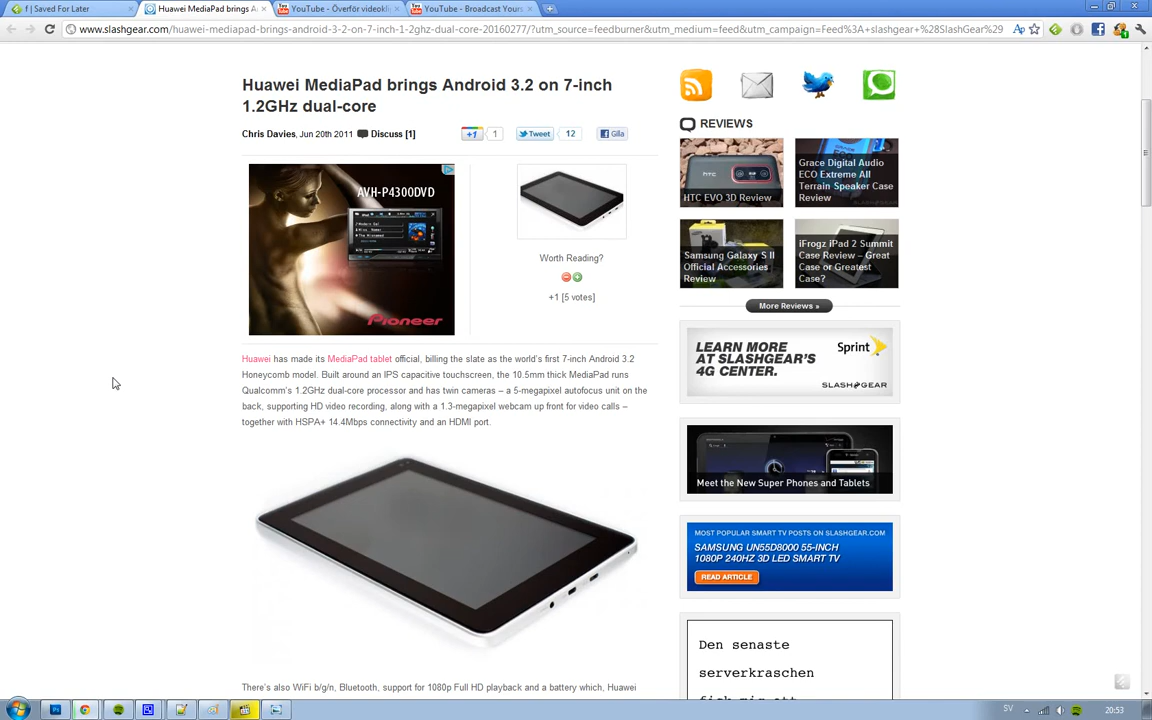 f | Saved For Later
Huawei MediaPad brings An
YouTube - Överför videokli
YouTube - Broadcast Yours
www.slashgear.com/huawei-mediapad-brings-android-3-2-on-7-inch-1-2ghz-dual-core-20160277/?utm_source=feedburner&utm_medium=feed&utm_campaign=Feed%3A+slashgear+%28SlashGear%29
Huawei MediaPad brings Android 3.2 on 7-inch
1.2GHz dual-core
Chris Davies, Jun 20th 2011 Discuss [1]
+1 1 Tweet 12 Gilla
AVH-P4300DVD
Pioneer
Worth Reading?
+1 [5 votes]
Huawei has made its MediaPad tablet official, billing the slate as the world's first 7-inch Android 3.2
Honeycomb model. Built around an IPS capacitive touchscreen, the 10.5mm thick MediaPad runs
Qualcomm's 1.2GHz dual-core processor and has twin cameras – a 5-megapixel autofocus unit on the
back, supporting HD video recording, along with a 1.3-megapixel webcam up front for video calls –
together with HSPA+ 14.4Mbps connectivity and an HDMI port.
There's also WiFi b/g/n, Bluetooth, support for 1080p Full HD playback and a battery which, Huawei
REVIEWS
HTC EVO 3D Review
Grace Digital Audio
ECO Extreme All
Terrain Speaker Case
Review
Samsung Galaxy S II
Official Accessories
Review
iFrogz iPad 2 Summit
Case Review – Great
Case or Greatest
Case?
More Reviews »
LEARN MORE
AT SLASHGEAR'S
4G CENTER.
Sprint
SLASHGEAR
Meet the New Super Phones and Tablets
MOST POPULAR SMART TV POSTS ON SLASHGEAR.COM
SAMSUNG UN55D8000 55-INCH
1080P 240HZ 3D LED SMART TV
READ ARTICLE
Den senaste
serverkraschen
fick mig att
SV
20:53